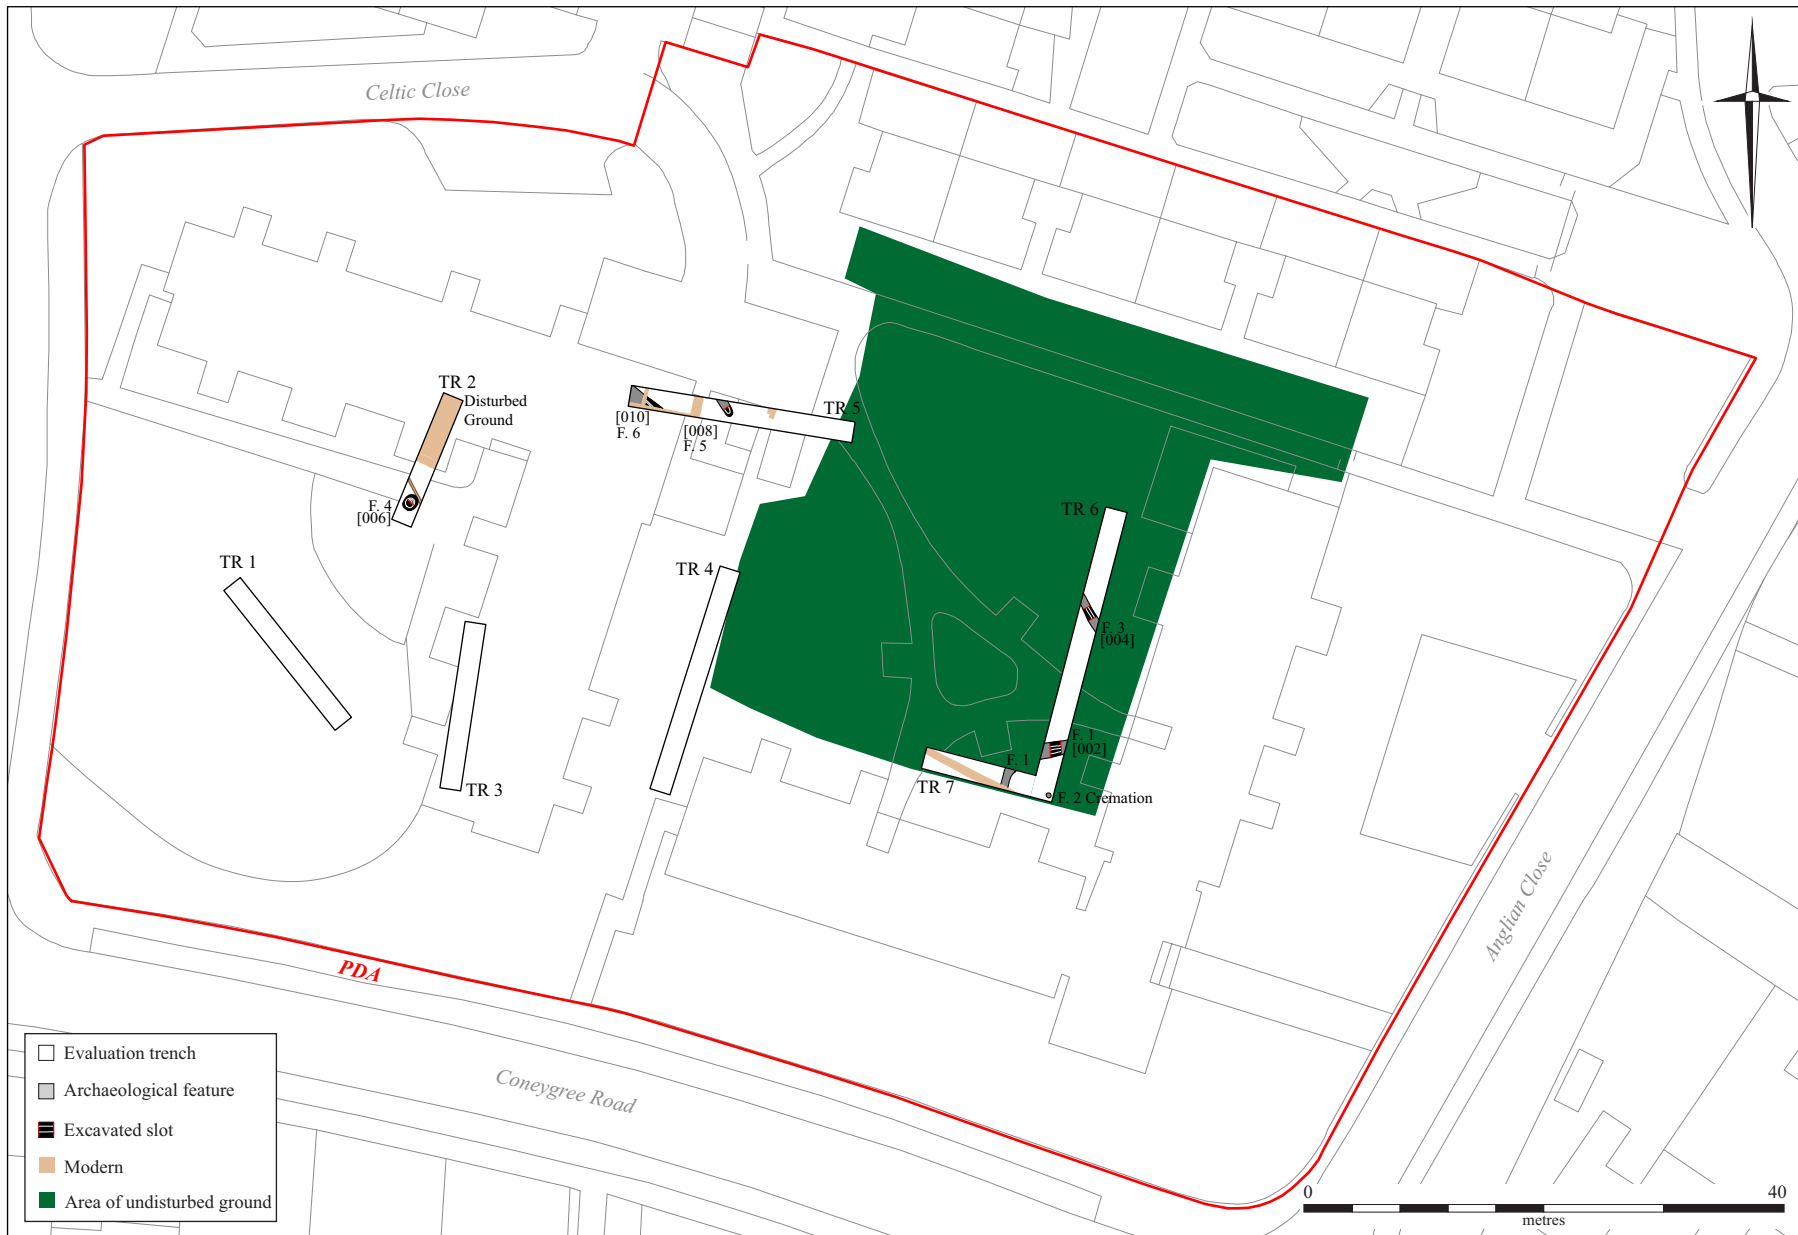 Celtic Close
TR 2
Disturbed
Ground
TR 5
[010]
F. 6
[008]
F. 5
F. 4
[006]
TR 6
TR 1
TR 4
F. 3
[004]
F. 1
[002]
F. 1
TR 7
TR 3
F. 2 Cremation
Anglian Close
PDA
Coneygree Road
Evaluation trench
Archaeological feature
Excavated slot
Modern
Area of undisturbed ground
0 40
metres